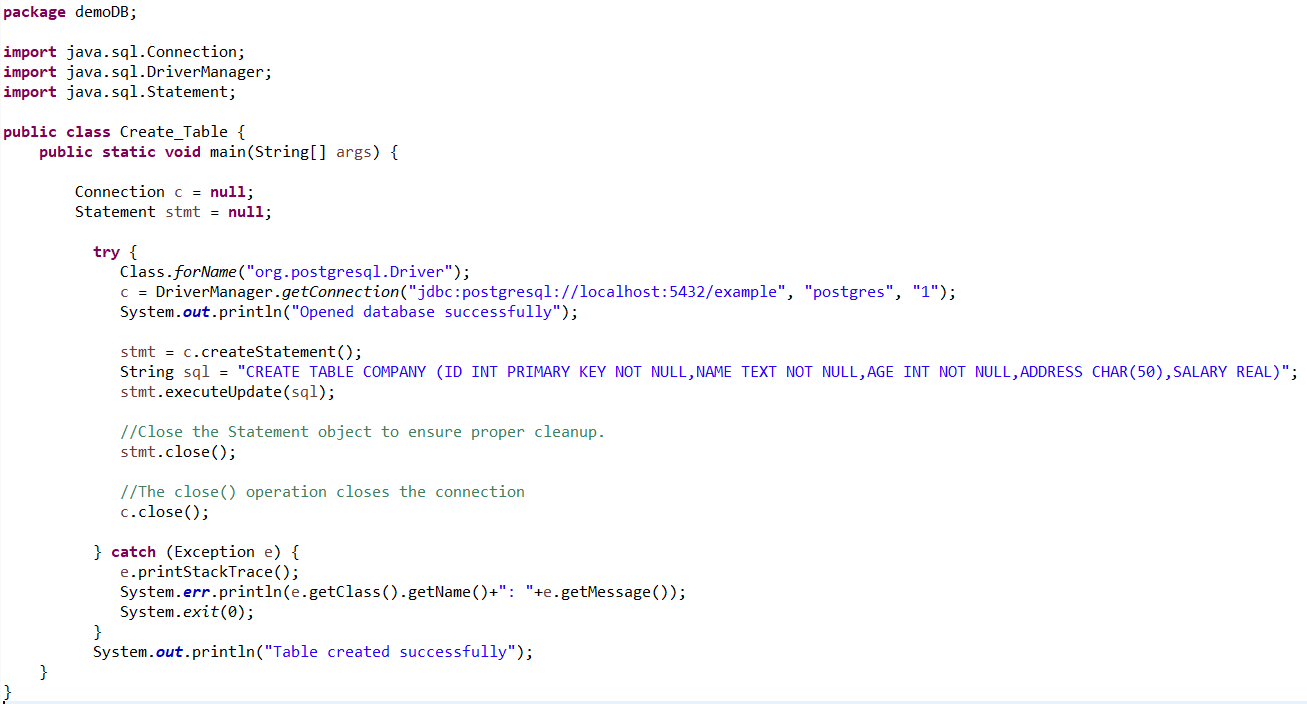 package demoDB;
import java.sql.Connection;
import java.sql.DriverManager;
import java.sql.Statement;
public class Create_Table {
public static void main(String[] args) {
Connection c = null;
Statement stmt = null;
try {
Class.forName("org.postgresql.Driver");
c = DriverManager.getConnection("jdbc:postgresql://localhost:5432/example", "postgres", "1");
System.out.println("Opened database successfully");
stmt = c.createStatement();
String sql = "CREATE TABLE COMPANY (ID INT PRIMARY KEY NOT NULL,NAME TEXT NOT NULL,AGE INT NOT NULL,ADDRESS CHAR(50),SALARY REAL)";
stmt.executeUpdate(sql);
//Close the Statement object to ensure proper cleanup.
stmt.close();
//The close() operation closes the connection
c.close();
} catch (Exception e) {
e.printStackTrace();
System.err.println(e.getClass().getName()+": "+e.getMessage());
System.exit(0);
}
System.out.println("Table created successfully");
}
}